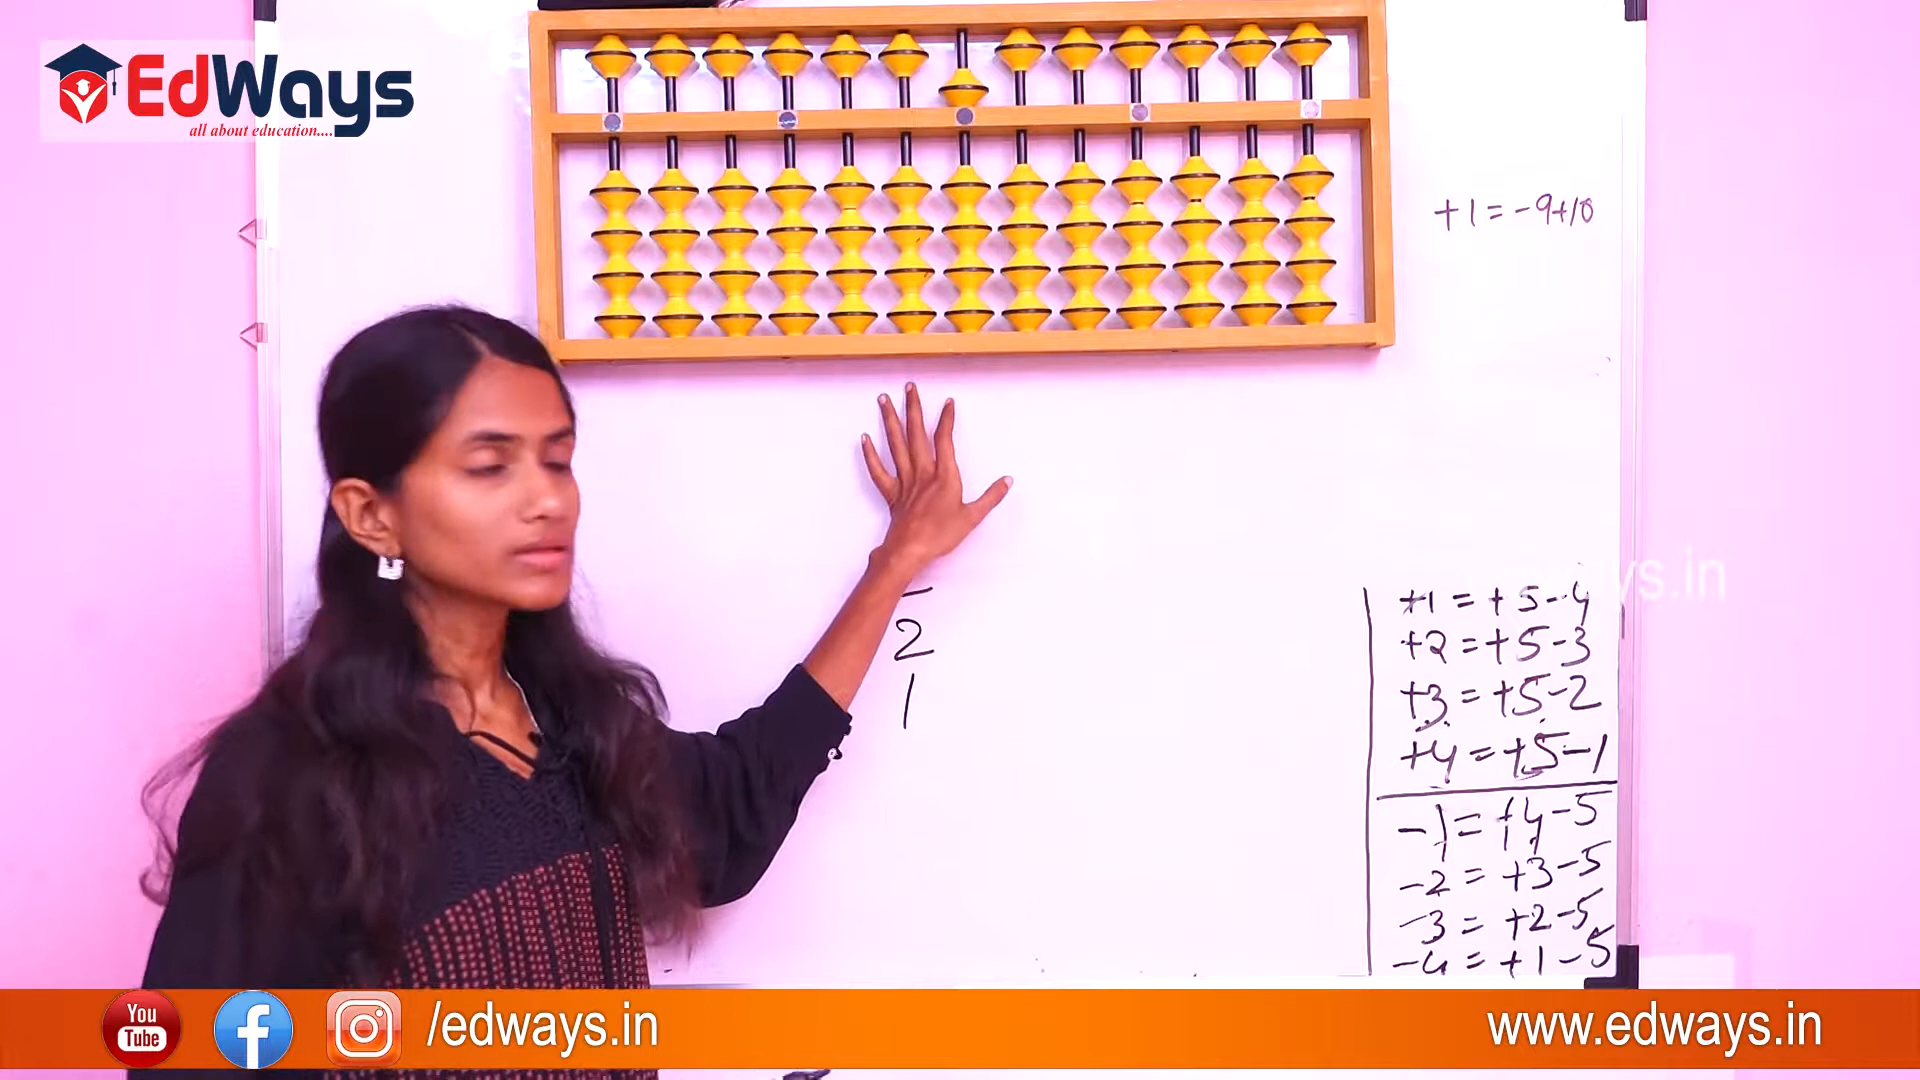 EdWays
all about education....
+1=-9+10
2
1
+1=+5-4
+2=+5-3
+3=+5-2
+4=+5-1
-1=+4-5
-2=+3-5
-3=+2-5
-4=+1-5
You
Tube
/edways.in
www.edways.in